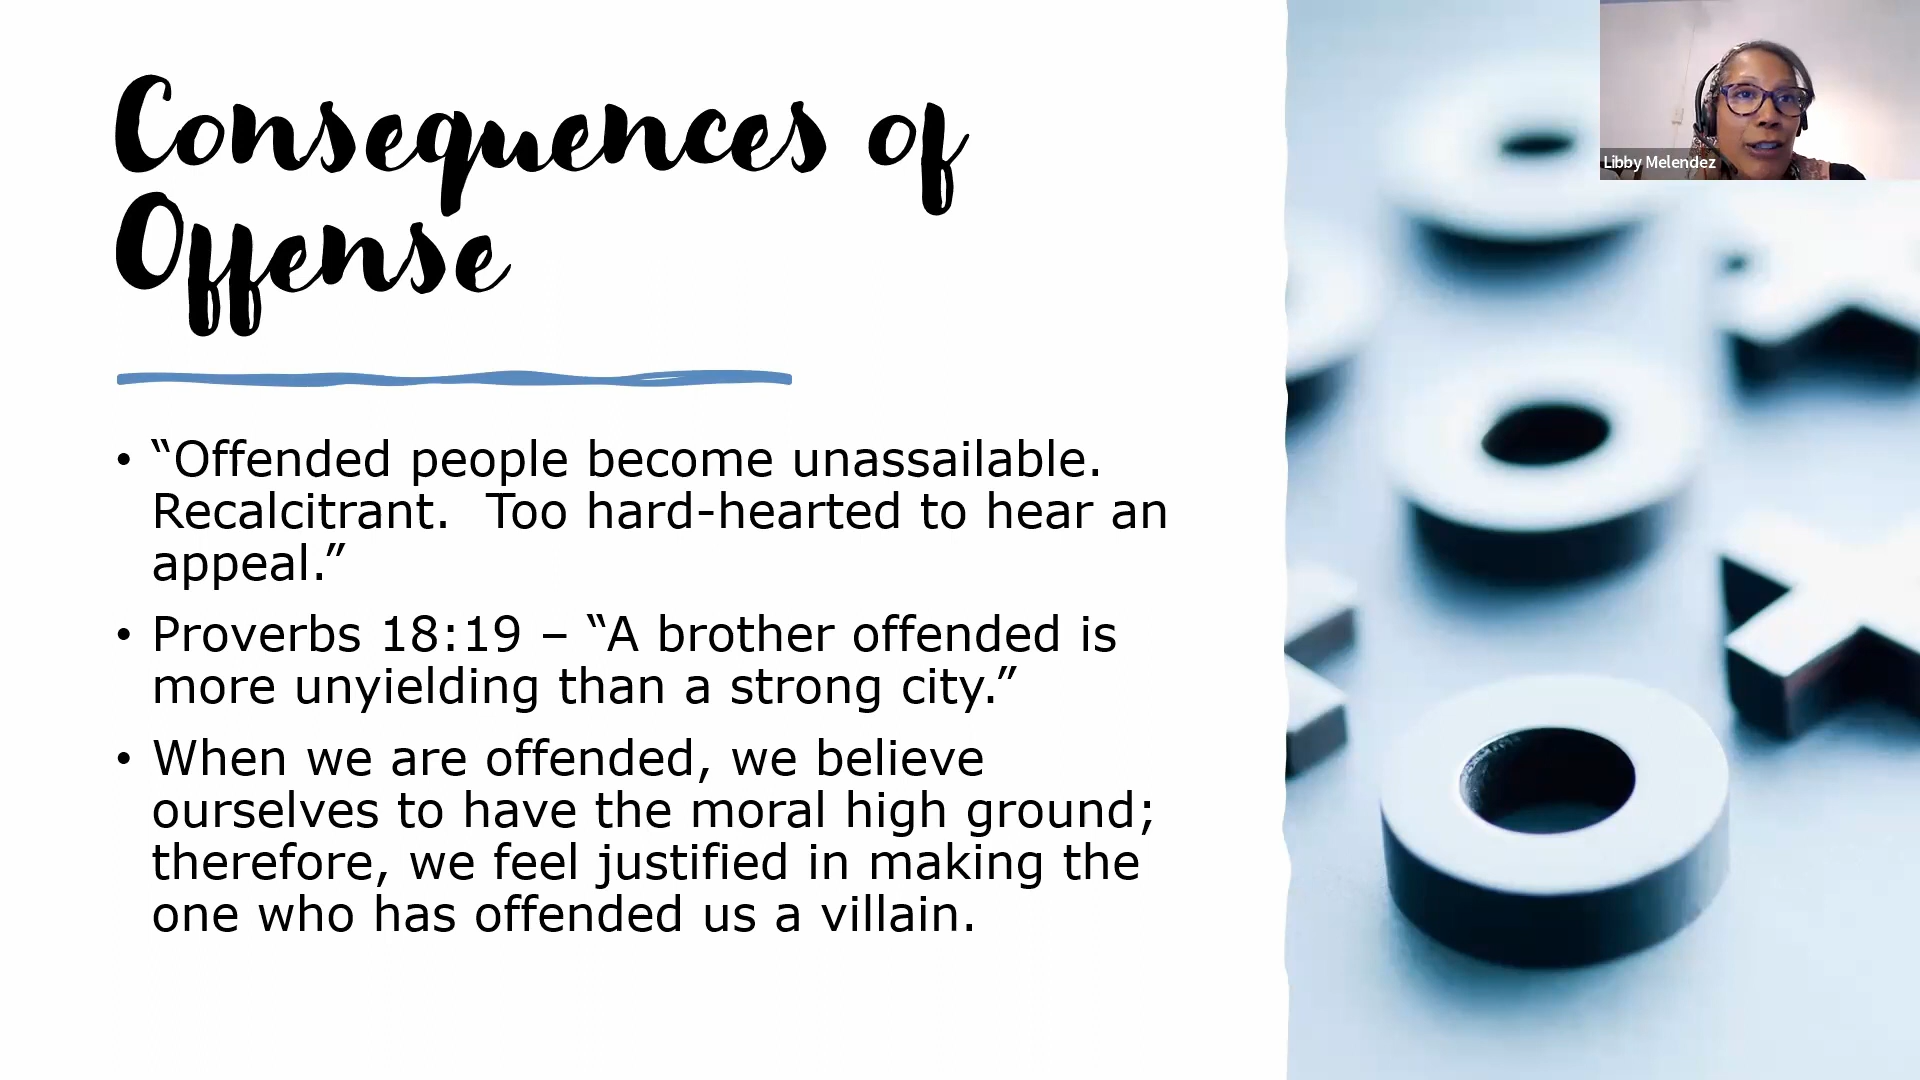 Consequences of
Offense
• “Offended people become unassailable.
Recalcitrant.  Too hard-hearted to hear an
appeal.”
• Proverbs 18:19 – “A brother offended is
more unyielding than a strong city.”
• When we are offended, we believe
ourselves to have the moral high ground;
therefore, we feel justified in making the
one who has offended us a villain.
Libby Melendez